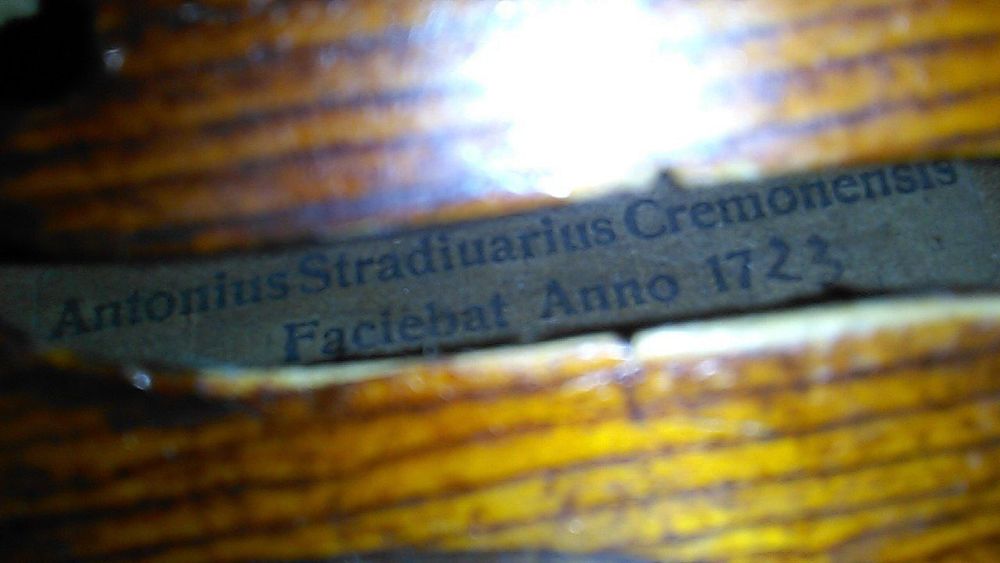 Antonius Stradiuarius Cremonensis
Faciebat Anno 1723